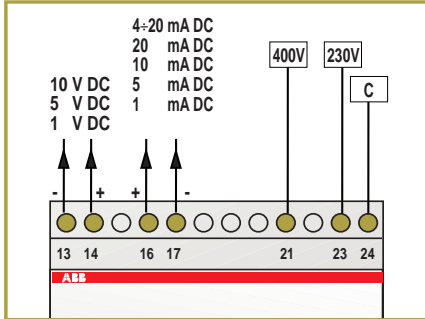 4÷20 mA DC
20 mA DC
10 mA DC
5 mA DC
1 mA DC
400V
230V
C
10 V DC
5 V DC
1 V DC
- + + -
13 14 16 17 21 23 24
ABB